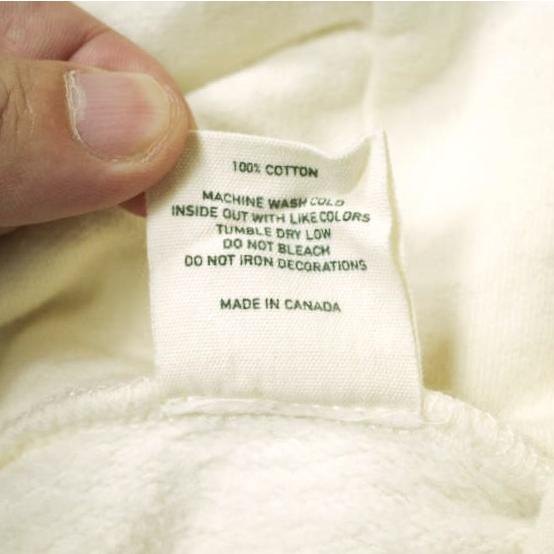 100% COTTON
MACHINE WASH COLD
INSIDE OUT WITH LIKE COLORS
TUMBLE DRY LOW
DO NOT BLEACH
DO NOT IRON DECORATIONS
MADE IN CANADA